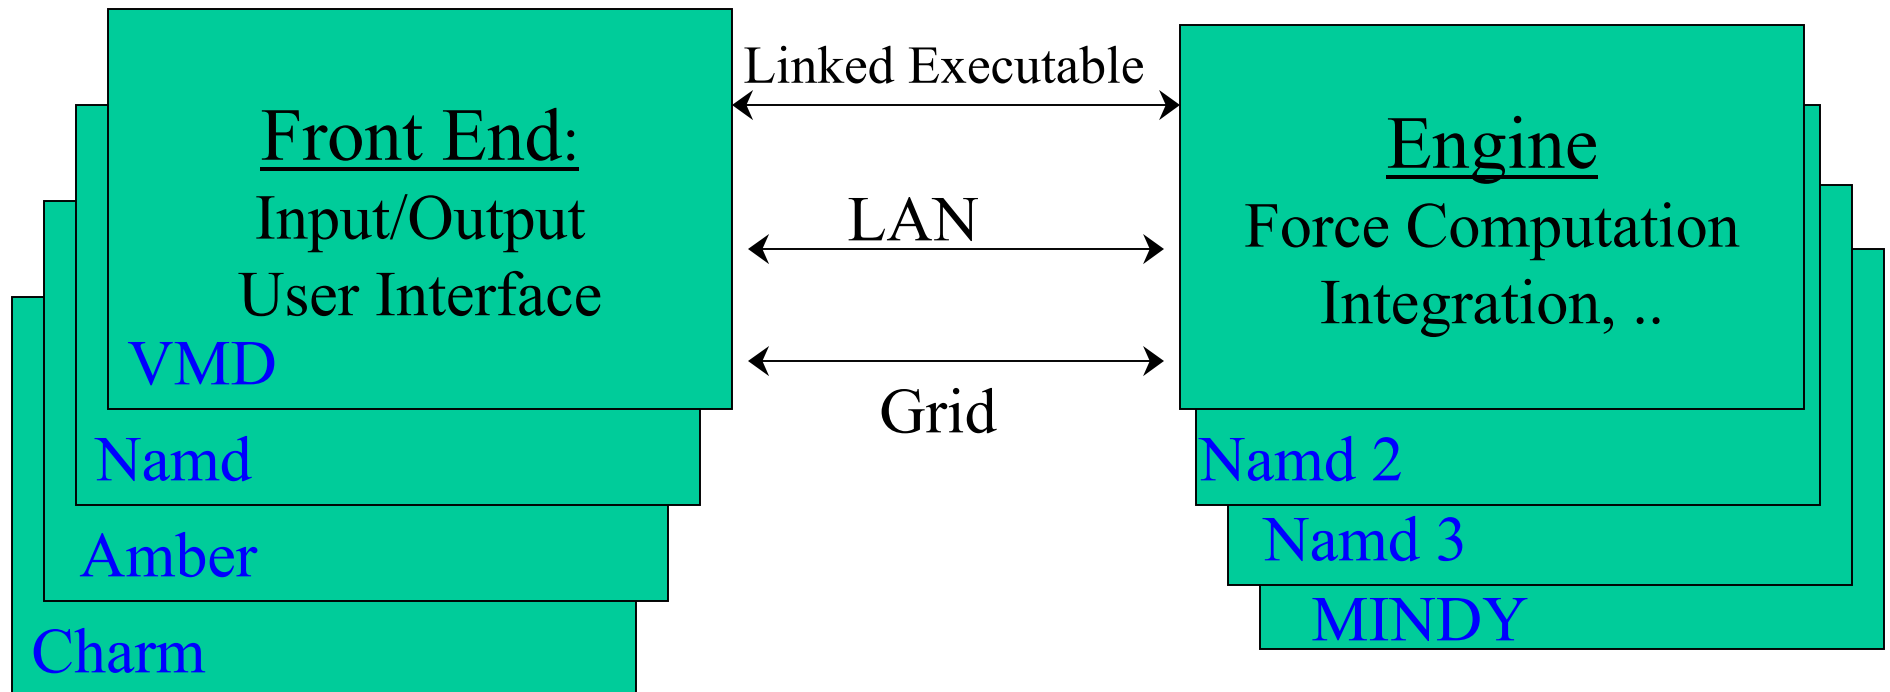 Front End:
Input/Output
User Interface
VMD
Namd
Amber
Charm
Linked Executable
LAN
Grid
Engine
Force Computation
Integration, ..
Namd 2
Namd 3
MINDY